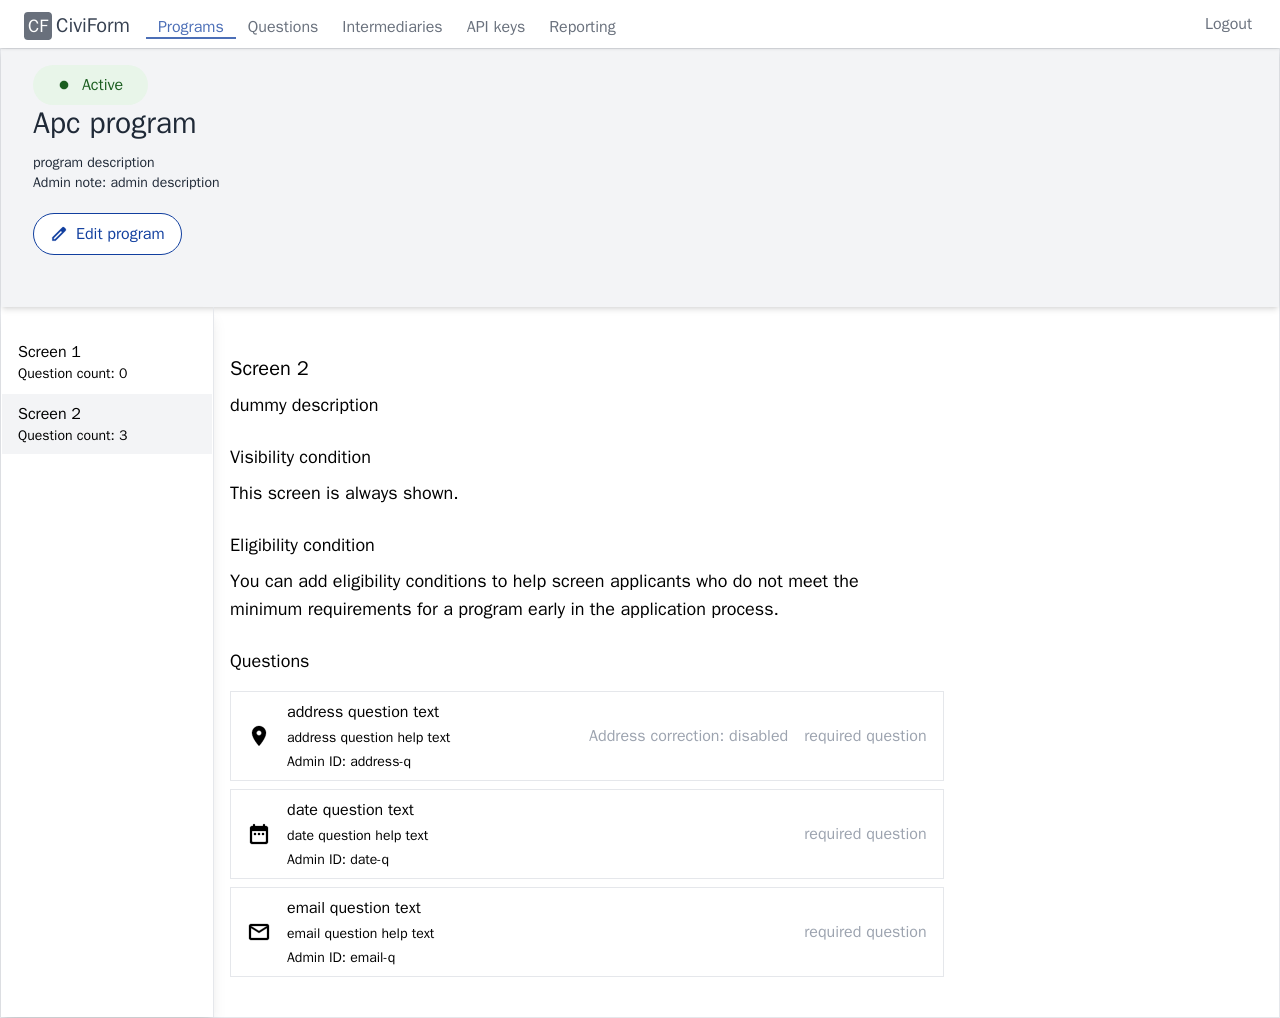 CF CiviForm Programs Questions Intermediaries API keys Reporting Logout
Active
Apc program
program description
Admin note: admin description
Edit program
Screen 1
Question count: 0
Screen 2
Question count: 3
Screen 2
dummy description
Visibility condition
This screen is always shown.
Eligibility condition
You can add eligibility conditions to help screen applicants who do not meet the
minimum requirements for a program early in the application process.
Questions
address question text
address question help text
Admin ID: address-q
Address correction: disabled required question
date question text
date question help text
Admin ID: date-q
required question
email question text
email question help text
Admin ID: email-q
required question